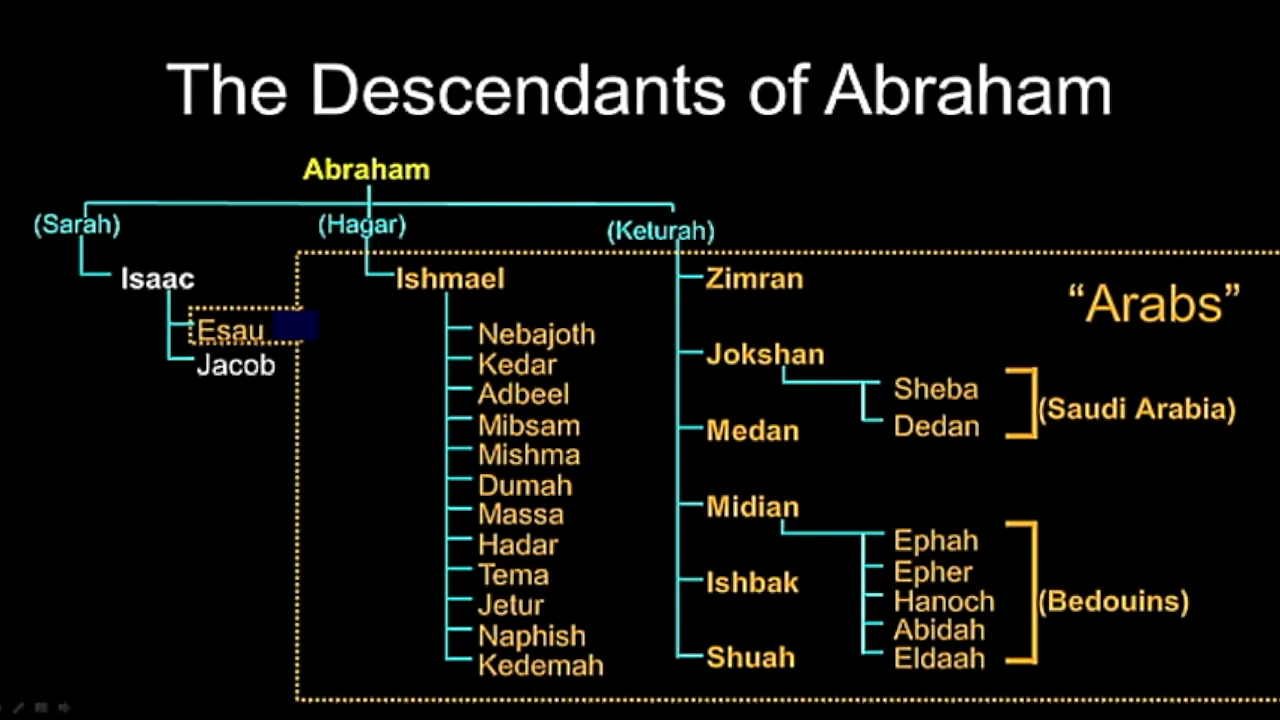 The Descendants of Abraham
Abraham
(Sarah)
(Hagar)
(Keturah)
Isaac
Esau
Jacob
Ishmael
Nebajoth
Kedar
Adbeel
Mibsam
Mishma
Dumah
Massa
Hadar
Tema
Jetur
Naphish
Kedemah
Zimran
Jokshan
Sheba
Dedan
(Saudi Arabia)
Medan
Midian
Ephah
Epher
Hanoch
Abidah
Eldaah
(Bedouins)
Ishbak
Shuah
“Arabs”